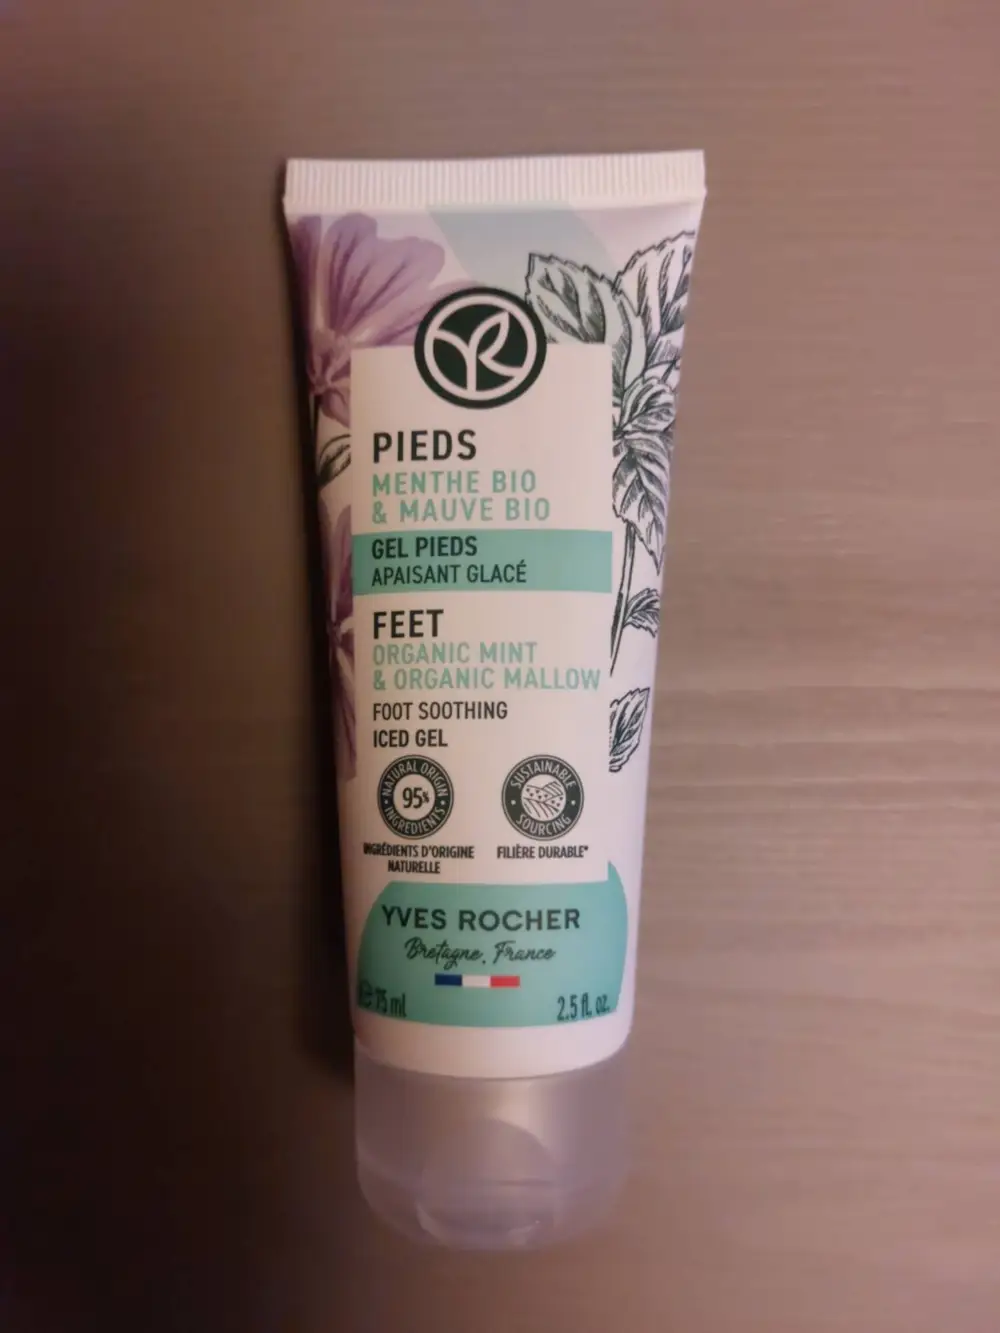 YR
PIEDS
MENTHE BIO
& MAUVE BIO
GEL PIEDS
APAISANT GLACÉ
FEET
ORGANIC MINT
& ORGANIC MALLOW
FOOT SOOTHING
ICED GEL
NATURAL ORIGIN
95%
INGREDIENTS
SUSTAINABLE
SOURCING
INGRÉDIENTS D'ORIGINE
NATURELLE
FILIÈRE DURABLE*
YVES ROCHER
Bretagne, France
e 75 ml
2.5 fl. oz.